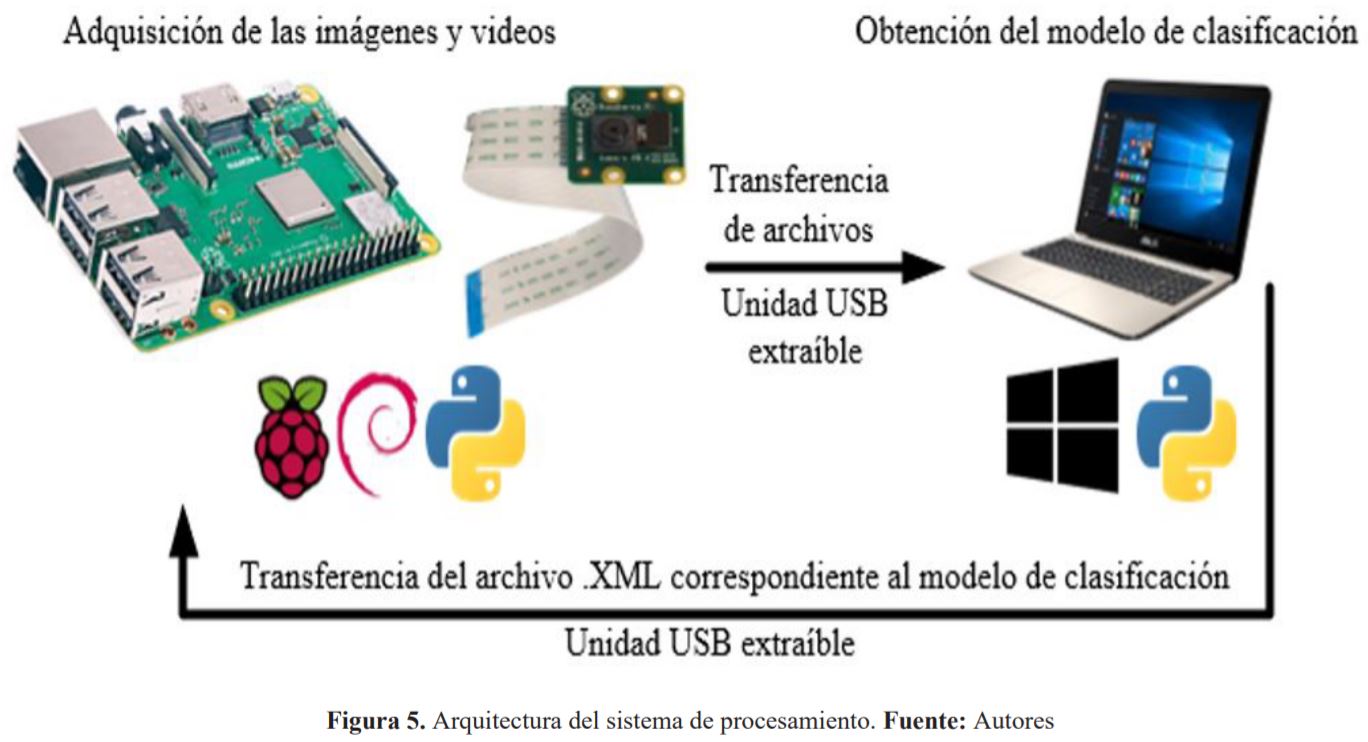 Adquisición de las imágenes y videos
Obtención del modelo de clasificación
Transferencia
de archivos
Unidad USB
extraíble
Transferencia del archivo .XML correspondiente al modelo de clasificación
Unidad USB extraíble
Figura 5. Arquitectura del sistema de procesamiento. Fuente: Autores